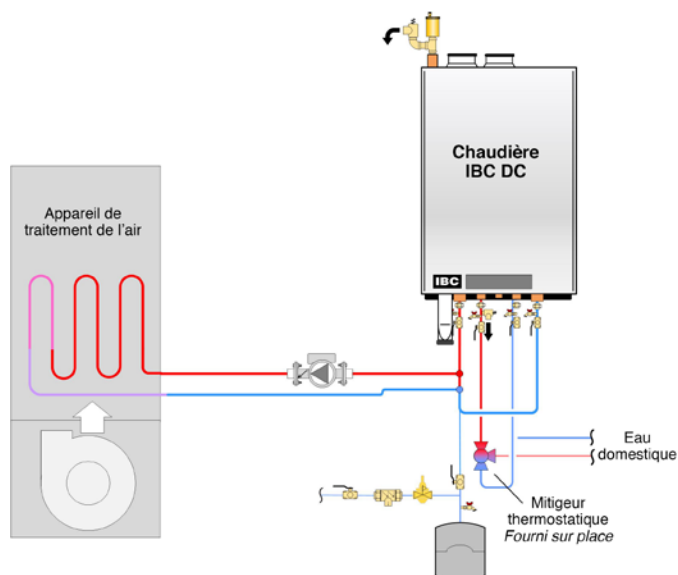 Chaudière
IBC DC
Appareil de
traitement de l'air
IBC
Eau
domestique
Mitigeur
thermostatique
Fourni sur place